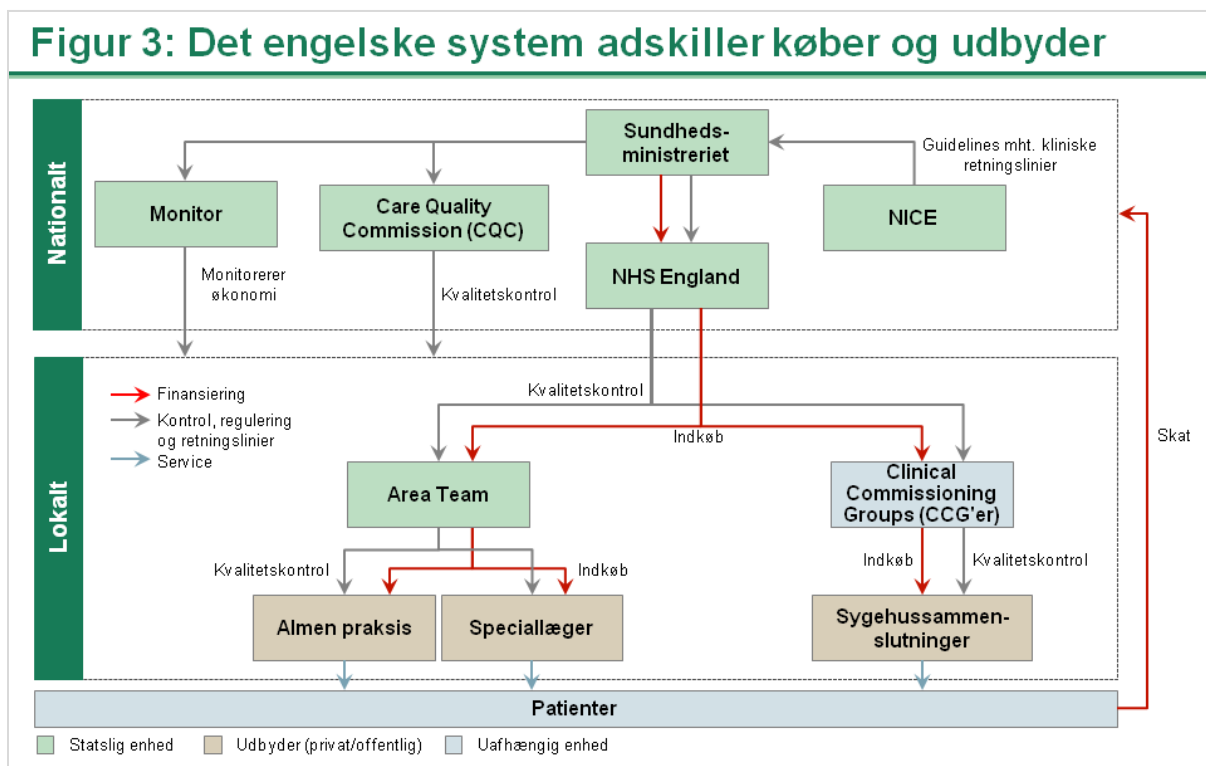 Figur 3: Det engelske system adskiller køber og udbyder
Nationalt
Sundheds-
ministeriet
Guidelines mht. kliniske
retningslinier
Monitor
Care Quality
Commission (CQC)
NICE
NHS England
Monitorerer
økonomi
Kvalitetskontrol
Lokalt
Finansiering
Kontrol, regulering
og retningslinier
Service
Kvalitetskontrol
Indkøb
Skat
Area Team
Clinical
Commissioning
Groups (CCG'er)
Kvalitetskontrol
Indkøb
Indkøb
Kvalitetskontrol
Almen praksis
Speciallæger
Sygehussammen-
slutninger
Patienter
Statslig enhed
Udbyder (privat/offentlig)
Uafhængig enhed